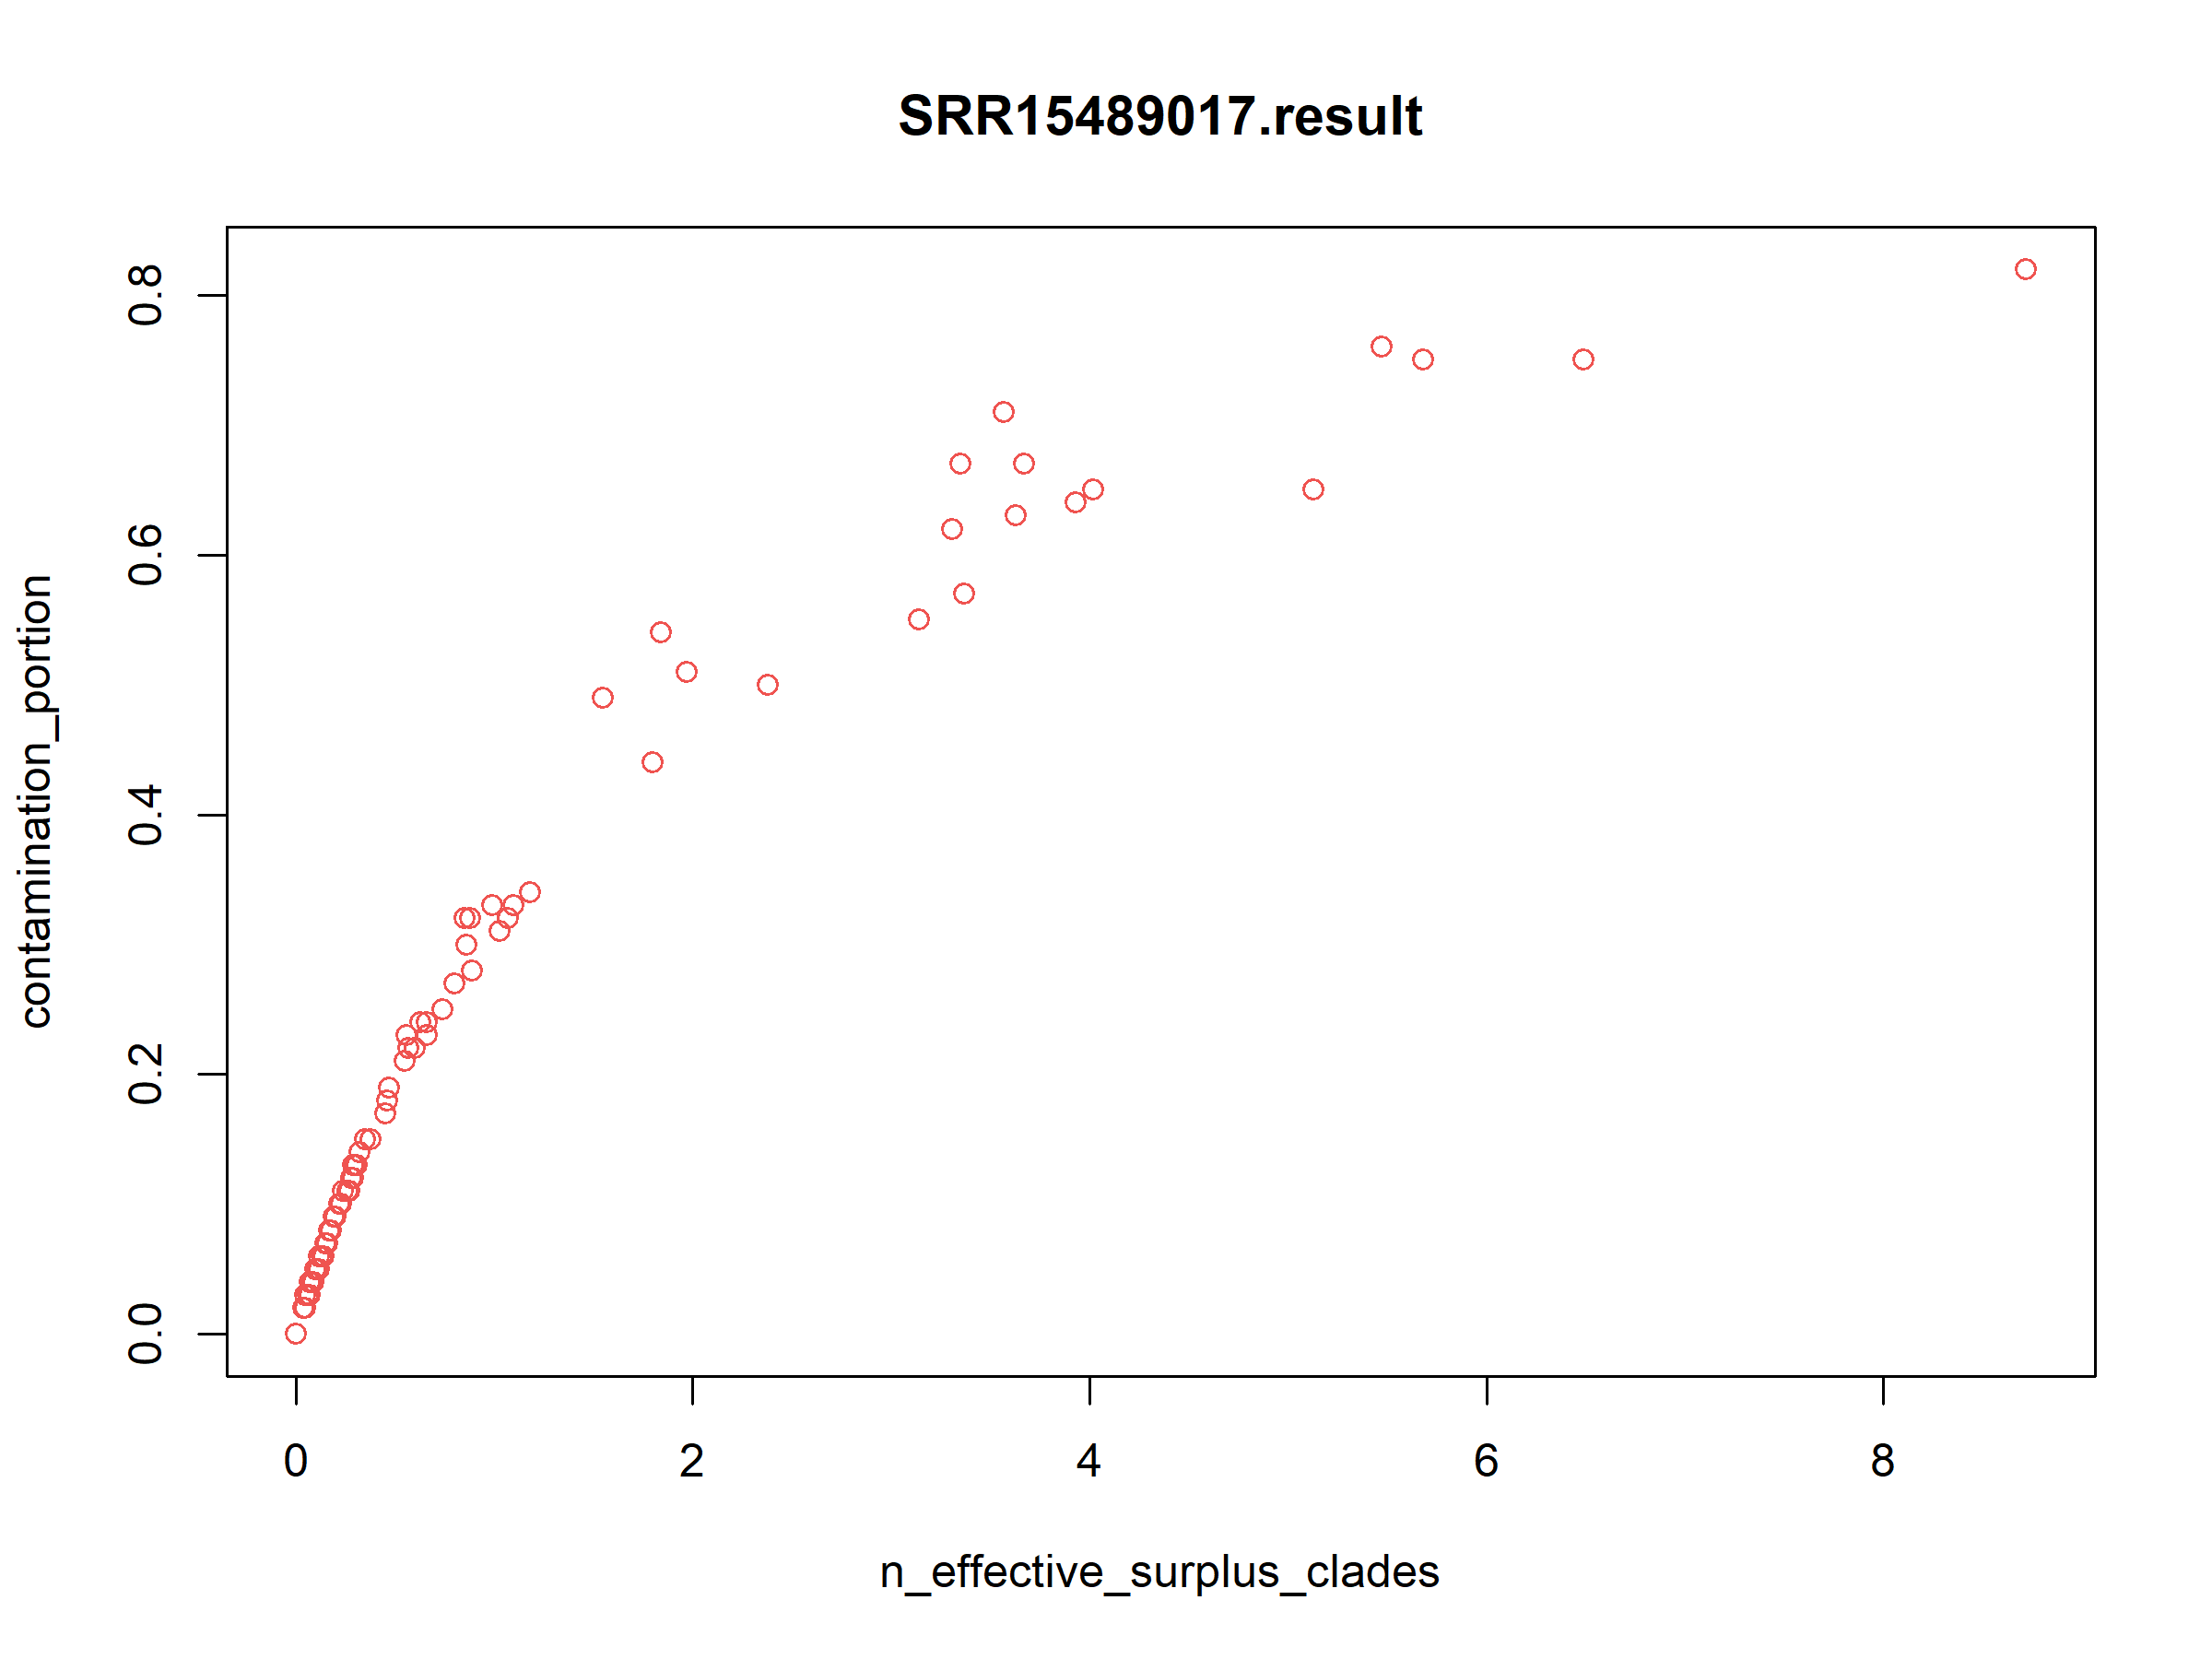 SRR15489017.result
contamination_portion
0.8
0.6
0.4
0.2
0.0
0 2 4 6 8
n_effective_surplus_clades